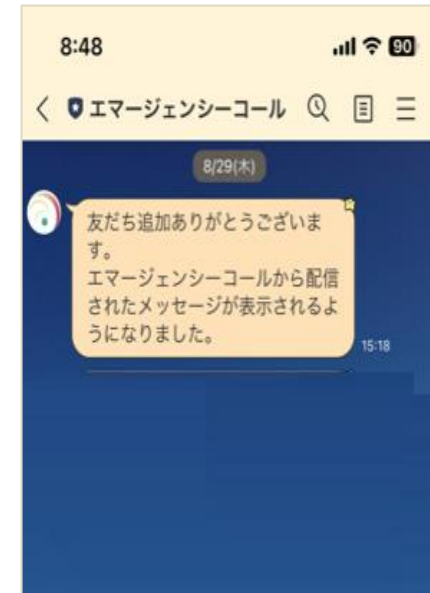 8:48
90
エマージェンシーコール
8/29(木)
友だち追加ありがとうございま
す。
エマージェンシーコールから配信
されたメッセージが表示されるよ
うになりました。
15:18